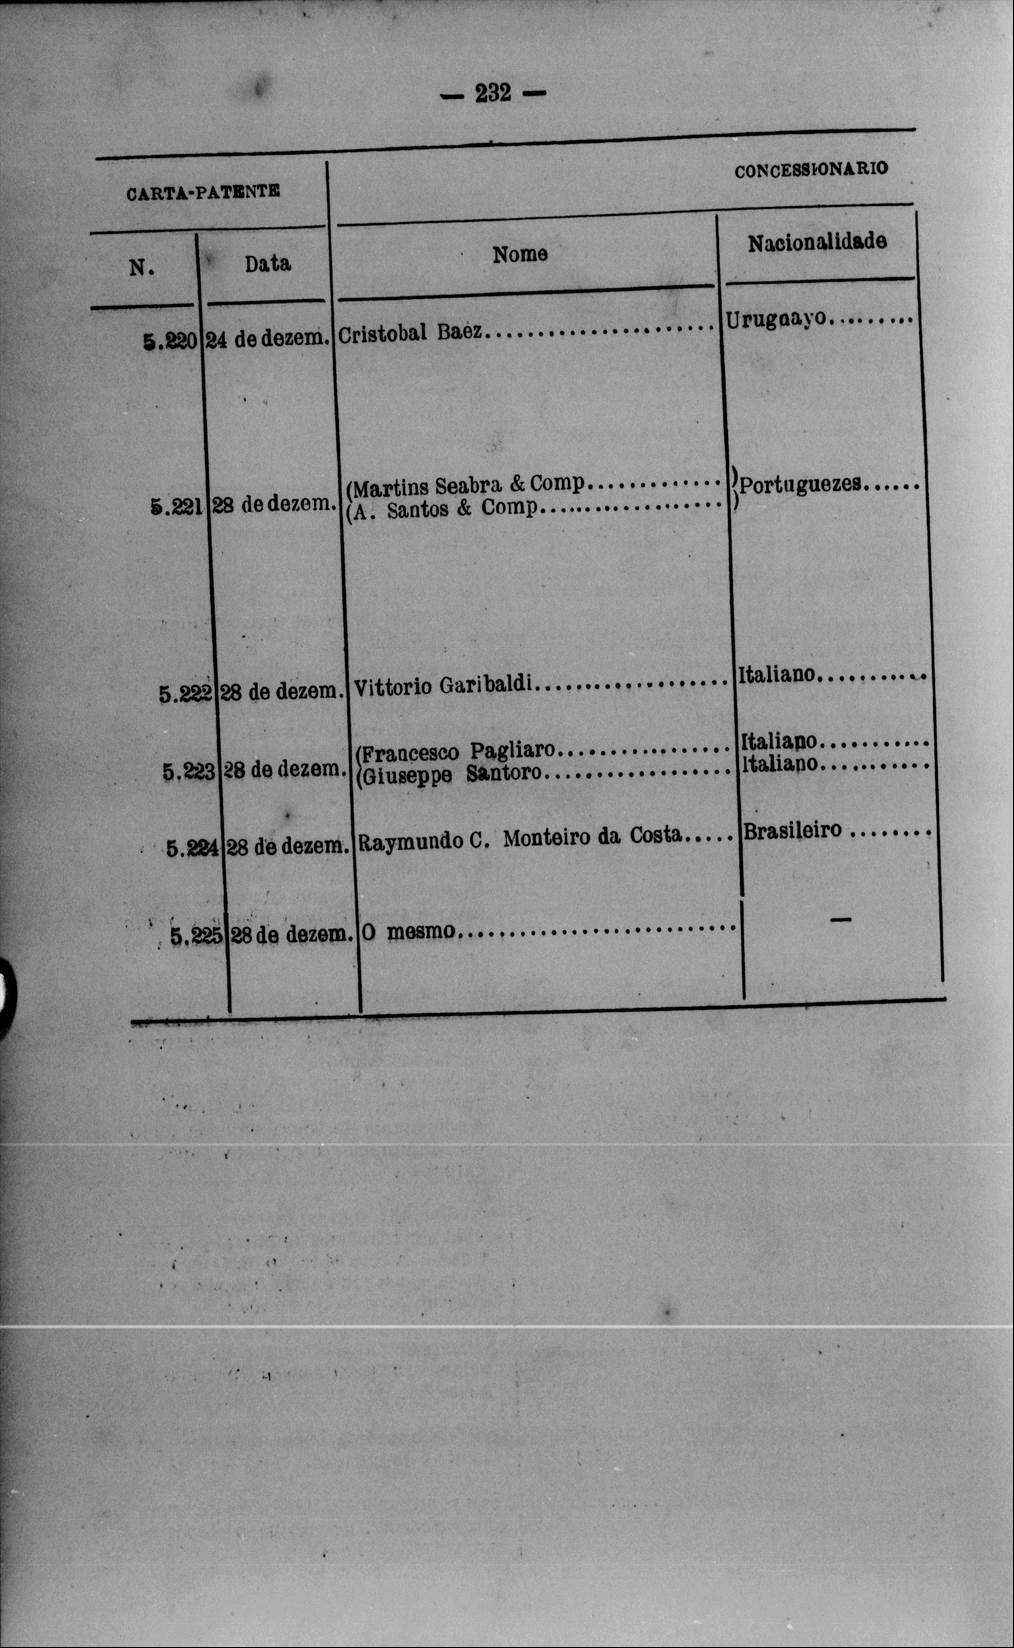 — 232 —
CARTA-PATENTE CONCESSIONARIO
N. Data Nome Nacionalidade
5.220 24 de dezem. Cristobal Baez...................... Uruguayo.........
(Martins Seabra & Comp............. )Portuguezes......
5.221 28 de dezem. (A. Santos & Comp................... )
5.222 28 de dezem. Vittorio Garibaldi................... Italiano...........
(Francesco Pagliaro................. Italiano...........
5.223 28 de dezem. (Giuseppe Santoro.................. Italiano...........
5.224 28 de dezem. Raymundo C. Monteiro da Costa..... Brasileiro ........
5.225 28 de dezem. O mesmo........................... —